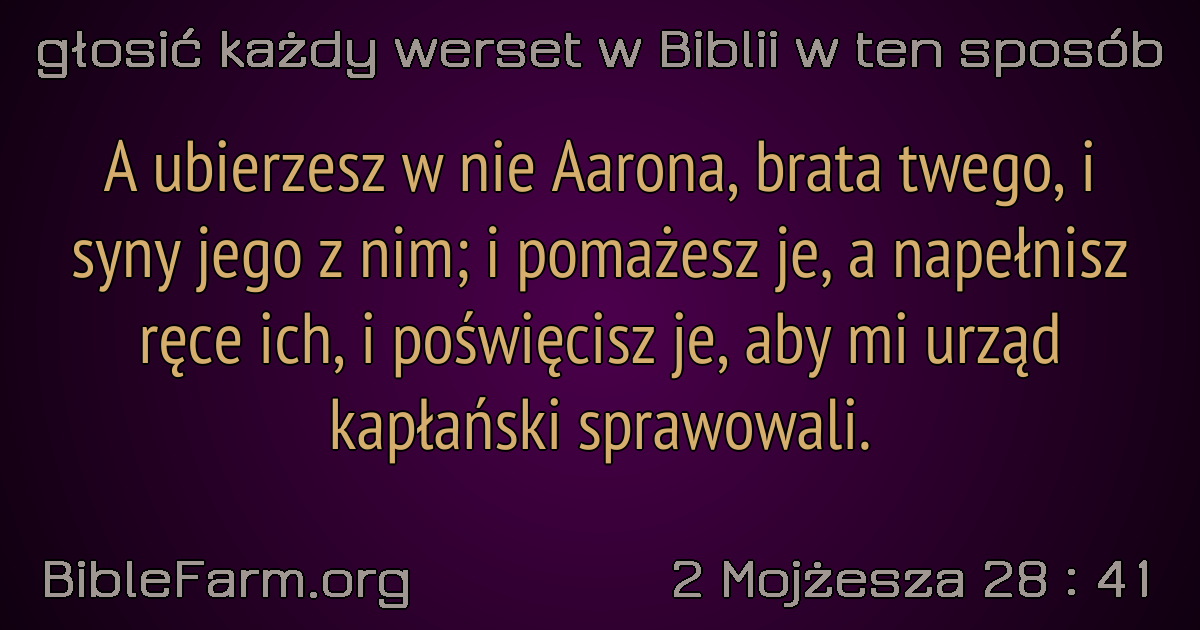 głosić każdy werset w Biblii w ten sposób
A ubierzesz w nie Aarona, brata twego, i
syny jego z nim; i pomażesz je, a napełnisz
ręce ich, i poświęcisz je, aby mi urząd
kapłański sprawowali.
BibleFarm.org
2 Mojżesza 28 : 41